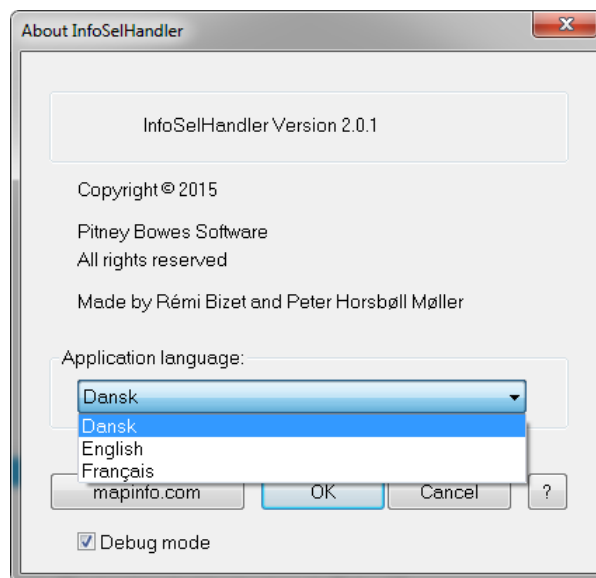 About InfoSelHandler
InfoSelHandler Version 2.0.1
Copyright © 2015
Pitney Bowes Software
All rights reserved
Made by Rémi Bizet and Peter Horsbøll Møller
Application language:
Dansk
Dansk
English
Français
mapinfo.com OK Cancel ?
Debug mode